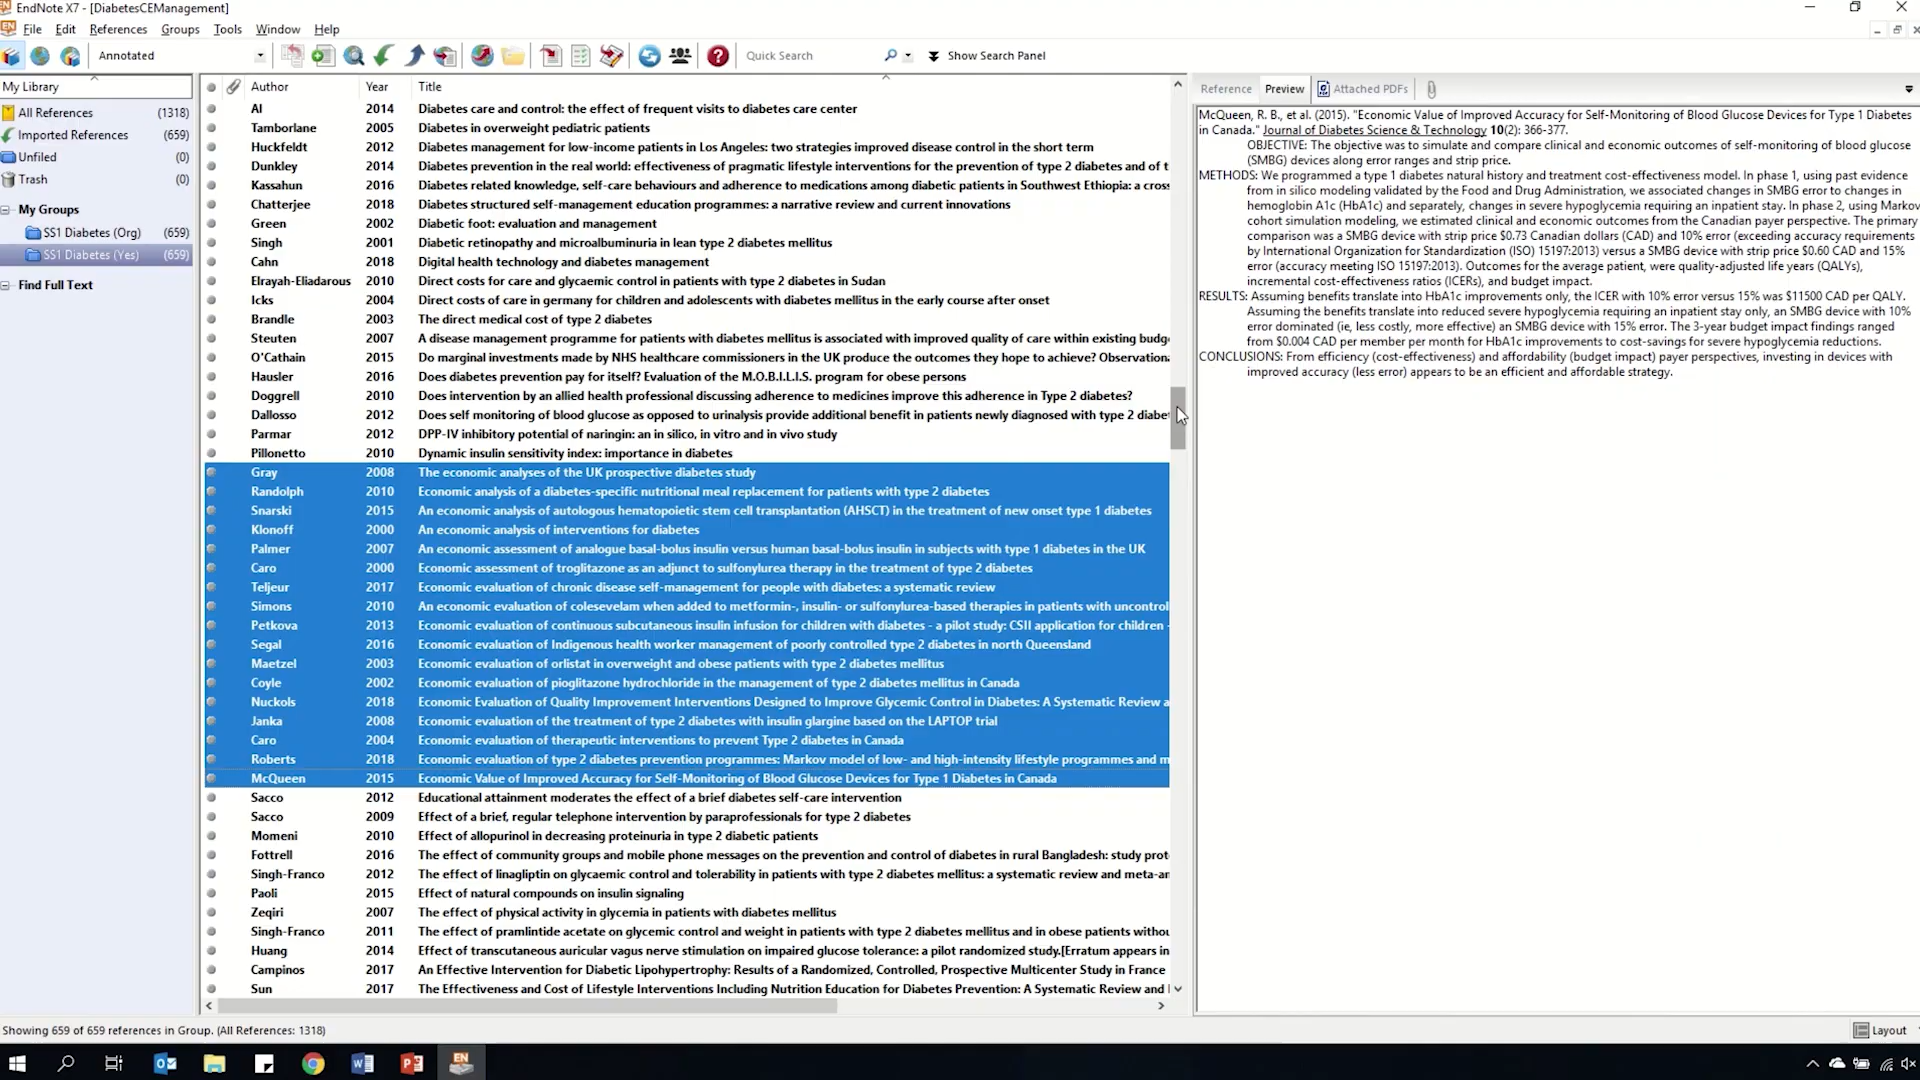 EndNote X7 - [DiabetesCEManagement]
File Edit References Groups Tools Window Help
Annotated Quick Search Show Search Panel
My Library
All References (1318)
Imported References (659)
Unfiled (0)
Trash (0)
My Groups
SS1 Diabetes (Org) (659)
SS1 Diabetes (Yes) (659)
Find Full Text
Author Year Title
Al 2014 Diabetes care and control: the effect of frequent visits to diabetes care center
Tamborlane 2005 Diabetes in overweight pediatric patients
Huckfeldt 2012 Diabetes management for low-income patients in Los Angeles: two strategies improved disease control in the short term
Dunkley 2014 Diabetes prevention in the real world: effectiveness of pragmatic lifestyle interventions for the prevention of type 2 diabetes and of t
Kassahun 2016 Diabetes related knowledge, self-care behaviours and adherence to medications among diabetic patients in Southwest Ethiopia: a cross
Chatterjee 2018 Diabetes structured self-management education programmes: a narrative review and current innovations
Green 2002 Diabetic foot: evaluation and management
Singh 2001 Diabetic retinopathy and microalbuminuria in lean type 2 diabetes mellitus
Cahn 2018 Digital health technology and diabetes management
Elrayah-Eliadarous 2010 Direct costs for care and glycaemic control in patients with type 2 diabetes in Sudan
Icks 2004 Direct costs of care in germany for children and adolescents with diabetes mellitus in the early course after onset
Brandle 2003 The direct medical cost of type 2 diabetes
Steuten 2007 A disease management programme for patients with diabetes mellitus is associated with improved quality of care within existing budg
O'Cathain 2015 Do marginal investments made by NHS healthcare commissioners in the UK produce the outcomes they hope to achieve? Observation
Hausler 2016 Does diabetes prevention pay for itself? Evaluation of the M.O.B.I.L.I.S. program for obese persons
Doggrell 2010 Does intervention by an allied health professional discussing adherence to medicines improve this adherence in Type 2 diabetes?
Dallosso 2012 Does self monitoring of blood glucose as opposed to urinalysis provide additional benefit in patients newly diagnosed with type 2 diabe
Parmar 2012 DPP-IV inhibitory potential of naringin: an in silico, in vitro and in vivo study
Pillonetto 2010 Dynamic insulin sensitivity index: importance in diabetes
Gray 2008 The economic analyses of the UK prospective diabetes study
Randolph 2010 Economic analysis of a diabetes-specific nutritional meal replacement for patients with type 2 diabetes
Snarski 2015 An economic analysis of autologous hematopoietic stem cell transplantation (AHSCT) in the treatment of new onset type 1 diabetes
Klonoff 2000 An economic analysis of interventions for diabetes
Palmer 2007 An economic assessment of analogue basal-bolus insulin versus human basal-bolus insulin in subjects with type 1 diabetes in the UK
Caro 2000 Economic assessment of troglitazone as an adjunct to sulfonylurea therapy in the treatment of type 2 diabetes
Teljeur 2017 Economic evaluation of chronic disease self-management for people with diabetes: a systematic review
Simons 2010 An economic evaluation of colesevelam when added to metformin-, insulin- or sulfonylurea-based therapies in patients with uncontrol
Petkova 2013 Economic evaluation of continuous subcutaneous insulin infusion for children with diabetes - a pilot study: CSII application for children -
Segal 2016 Economic evaluation of Indigenous health worker management of poorly controlled type 2 diabetes in north Queensland
Maetzel 2003 Economic evaluation of orlistat in overweight and obese patients with type 2 diabetes mellitus
Coyle 2002 Economic evaluation of pioglitazone hydrochloride in the management of type 2 diabetes mellitus in Canada
Nuckols 2018 Economic Evaluation of Quality Improvement Interventions Designed to Improve Glycemic Control in Diabetes: A Systematic Review a
Janka 2008 Economic evaluation of the treatment of type 2 diabetes with insulin glargine based on the LAPTOP trial
Caro 2004 Economic evaluation of therapeutic interventions to prevent Type 2 diabetes in Canada
Roberts 2018 Economic evaluation of type 2 diabetes prevention programmes: Markov model of low- and high-intensity lifestyle programmes and m
McQueen 2015 Economic Value of Improved Accuracy for Self-Monitoring of Blood Glucose Devices for Type 1 Diabetes in Canada
Sacco 2012 Educational attainment moderates the effect of a brief diabetes self-care intervention
Sacco 2009 Effect of a brief, regular telephone intervention by paraprofessionals for type 2 diabetes
Momeni 2010 Effect of allopurinol in decreasing proteinuria in type 2 diabetic patients
Fottrell 2016 The effect of community groups and mobile phone messages on the prevention and control of diabetes in rural Bangladesh: study prot
Singh-Franco 2012 The effect of linagliptin on glycaemic control and tolerability in patients with type 2 diabetes mellitus: a systematic review and meta-an
Paoli 2015 Effect of natural compounds on insulin signaling
Zeqiri 2007 The effect of physical activity in glycemia in patients with diabetes mellitus
Singh-Franco 2011 The effect of pramlintide acetate on glycemic control and weight in patients with type 2 diabetes mellitus and in obese patients withou
Huang 2014 Effect of transcutaneous auricular vagus nerve stimulation on impaired glucose tolerance: a pilot randomized study.[Erratum appears in
Campinos 2017 An Effective Intervention for Diabetic Lipohypertrophy: Results of a Randomized, Controlled, Prospective Multicenter Study in France
Sun 2017 The Effectiveness and Cost of Lifestyle Interventions Including Nutrition Education for Diabetes Prevention: A Systematic Review and
Reference Preview Attached PDFs
McQueen, R. B., et al. (2015). "Economic Value of Improved Accuracy for Self-Monitoring of Blood Glucose Devices for Type 1 Diabetes
in Canada." Journal of Diabetes Science & Technology 10(2): 366-377.
OBJECTIVE: The objective was to simulate and compare clinical and economic outcomes of self-monitoring of blood glucose
(SMBG) devices along error ranges and strip price.
METHODS: We programmed a type 1 diabetes natural history and treatment cost-effectiveness model. In phase 1, using past evidence
from in silico modeling validated by the Food and Drug Administration, we associated changes in SMBG error to changes in
hemoglobin A1c (HbA1c) and separately, changes in severe hypoglycemia requiring an inpatient stay. In phase 2, using Markov
cohort simulation modeling, we estimated clinical and economic outcomes from the Canadian payer perspective. The primary
comparison was a SMBG device with strip price $0.73 Canadian dollars (CAD) and 10% error (exceeding accuracy requirements
by International Organization for Standardization (ISO) 15197:2013) versus a SMBG device with strip price $0.60 CAD and 15%
error (accuracy meeting ISO 15197:2013). Outcomes for the average patient, were quality-adjusted life years (QALYs),
incremental cost-effectiveness ratios (ICERs), and budget impact.
RESULTS: Assuming benefits translate into HbA1c improvements only, the ICER with 10% error versus 15% was $11500 CAD per QALY.
Assuming the benefits translate into reduced severe hypoglycemia requiring an inpatient stay only, an SMBG device with 10%
error dominated (ie, less costly, more effective) an SMBG device with 15% error. The 3-year budget impact findings ranged
from $0.004 CAD per member per month for HbA1c improvements to cost-savings for severe hypoglycemia reductions.
CONCLUSIONS: From efficiency (cost-effectiveness) and affordability (budget impact) payer perspectives, investing in devices with
improved accuracy (less error) appears to be an efficient and affordable strategy.
Showing 659 of 659 references in Group. (All References: 1318)
Layout